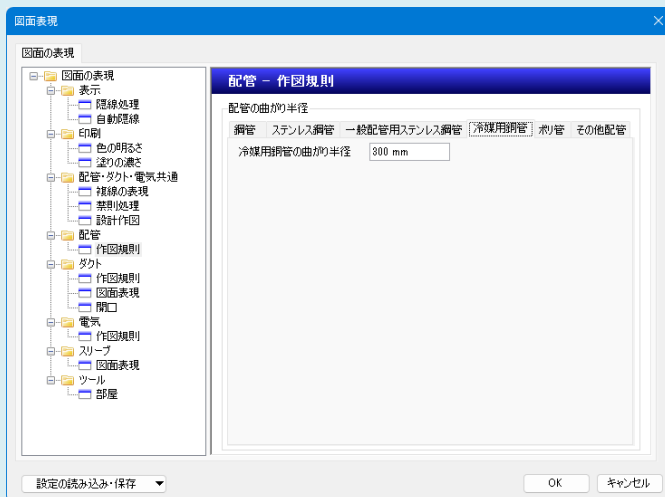 図面表現
図面の表現
図面の表現
表示
隠線処理
自動隠線
印刷
色の明るさ
塗りの濃さ
配管・ダクト・電気共通
複線の表現
禁則処理
設計作図
配管
作図規則
ダクト
作図規則
図面表現
開口
電気
作図規則
スリーブ
図面表現
ツール
部屋
配管 - 作図規則
配管の曲がり半径
鋼管 ステンレス鋼管 一般配管用ステンレス鋼管 冷媒用銅管 ポリ管 その他配管
冷媒用銅管の曲がり半径 300 mm
設定の読み込み・保存
OK キャンセル